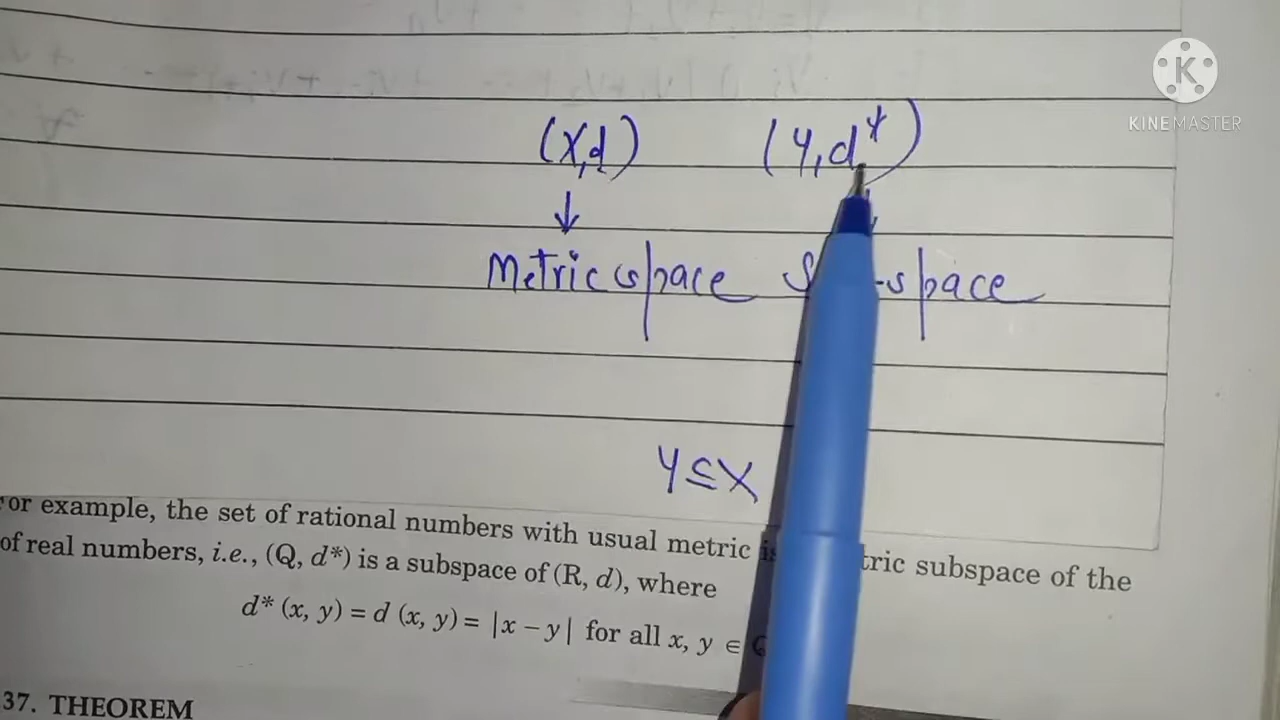 KINEMASTER
(X,d) (Y,d*)
↓
Metric space space
Y⊆X
or example, the set of rational numbers with usual metric is tric subspace of the
of real numbers, i.e., (Q, d*) is a subspace of (R, d), where
d* (x, y) = d (x, y) = |x – y| for all x, y ∈ Q
37. THEOREM